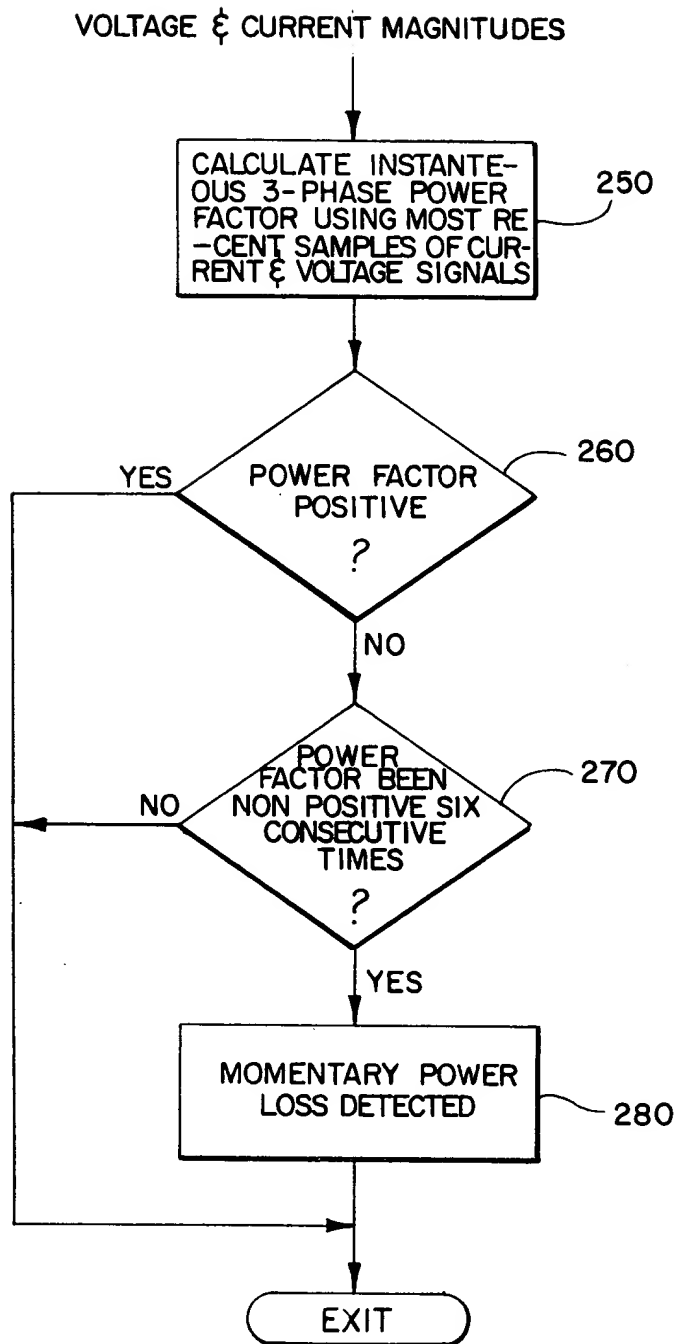 VOLTAGE & CURRENT MAGNITUDES
CALCULATE INSTANTE-
OUS 3-PHASE POWER
FACTOR USING MOST RE-
-CENT SAMPLES OF CUR-
RENT & VOLTAGE SIGNALS
250
260
YES
POWER FACTOR
POSITIVE
?
NO
POWER
FACTOR BEEN
NON POSITIVE SIX
CONSECUTIVE
TIMES
?
270
NO
YES
MOMENTARY POWER
LOSS DETECTED
280
EXIT